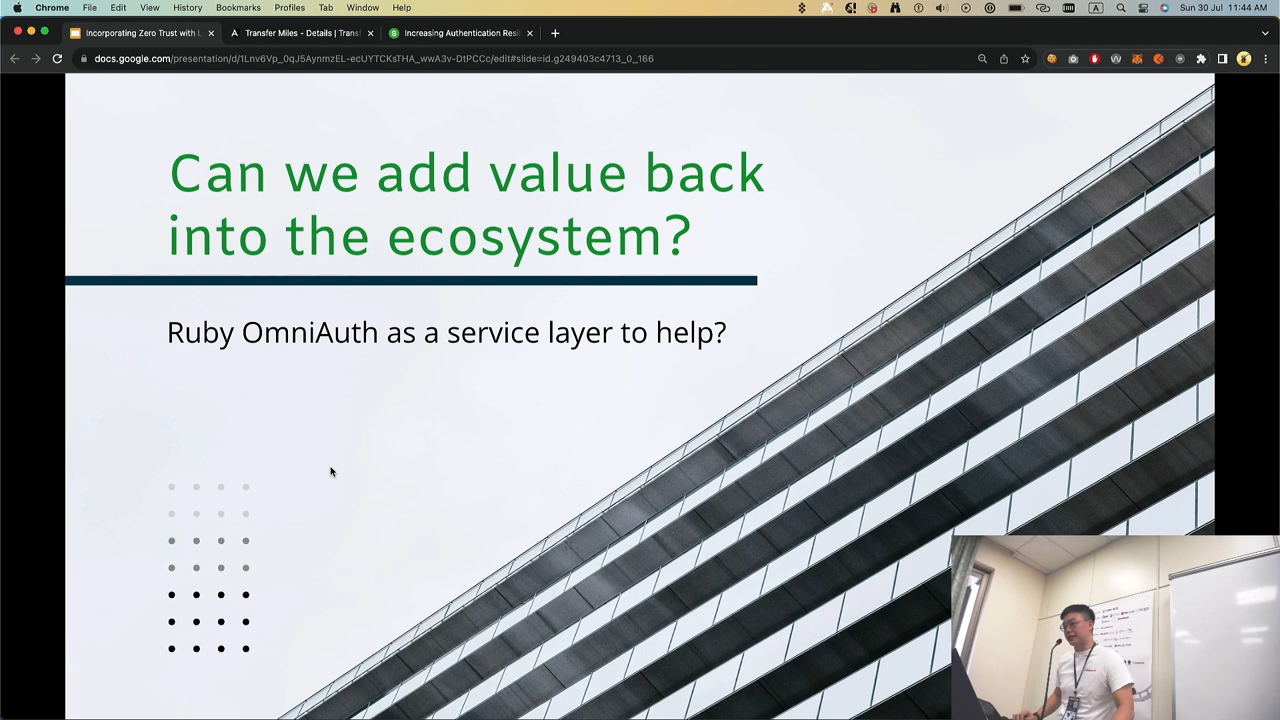 Chrome File Edit View History Bookmarks Profiles Tab Window Help Sun 30 Jul 11:44 AM
Incorporating Zero Trust with L Transfer Miles - Details | Transf Increasing Authentication Resil
docs.google.com/presentation/d/1Lnv6Vp_0qJ5AynmzEL-ecUYTCKsTHA_wwA3v-DtPCCc/edit#slide=id.g249403c4713_0_166
Can we add value back
into the ecosystem?
Ruby OmniAuth as a service layer to help?